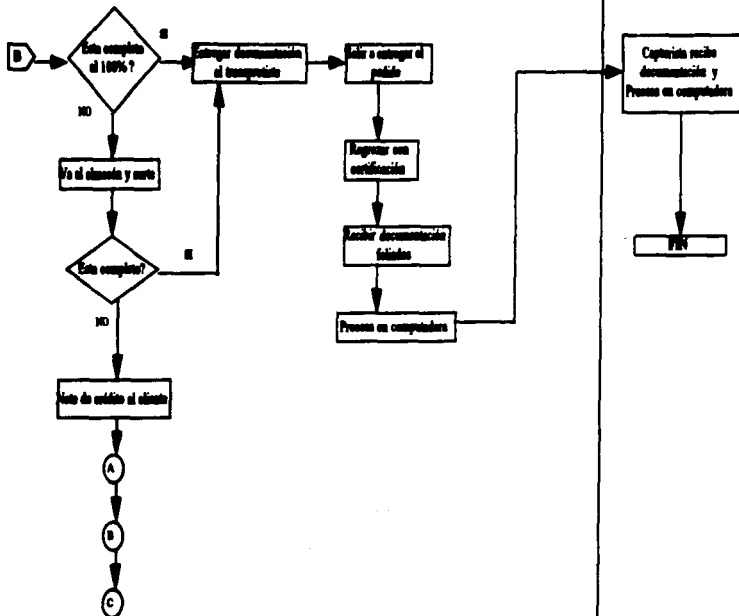 B
Esta completo
al 100% ?
SI
NO
Entregar documentación
al transportista
Salir a entregar el
pedido
Regresar con
certificación
Recibir documentación
foliados
Proceso en computadora
Va al almacén y surte
Esta completo?
SI
NO
Nota de crédito al cliente
A
B
C
Capturista recibe
documentación y
Procesa en computadora
FIN